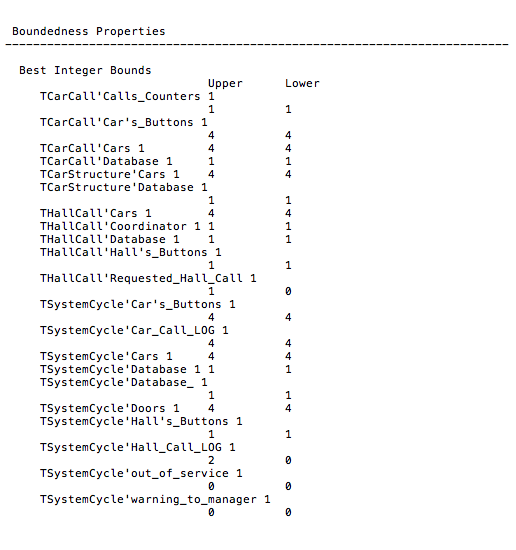 Boundedness Properties
------------------------------------------------------------------------
Best Integer Bounds
Upper Lower
TCarCall'Calls_Counters 1
1 1
TCarCall'Car's_Buttons 1
4 4
TCarCall'Cars 1 4 4
TCarCall'Database 1 1 1
TCarStructure'Cars 1 4 4
TCarStructure'Database 1
1 1
THallCall'Cars 1 4 4
THallCall'Coordinator 1 1 1
THallCall'Database 1 1 1
THallCall'Hall's_Buttons 1
1 1
THallCall'Requested_Hall_Call 1
1 0
TSystemCycle'Car's_Buttons 1
4 4
TSystemCycle'Car_Call_LOG 1
4 4
TSystemCycle'Cars 1 4 4
TSystemCycle'Database 1 1 1
TSystemCycle'Database_ 1
1 1
TSystemCycle'Doors 1 4 4
TSystemCycle'Hall's_Buttons 1
1 1
TSystemCycle'Hall_Call_LOG 1
2 0
TSystemCycle'out_of_service 1
0 0
TSystemCycle'warning_to_manager 1
0 0